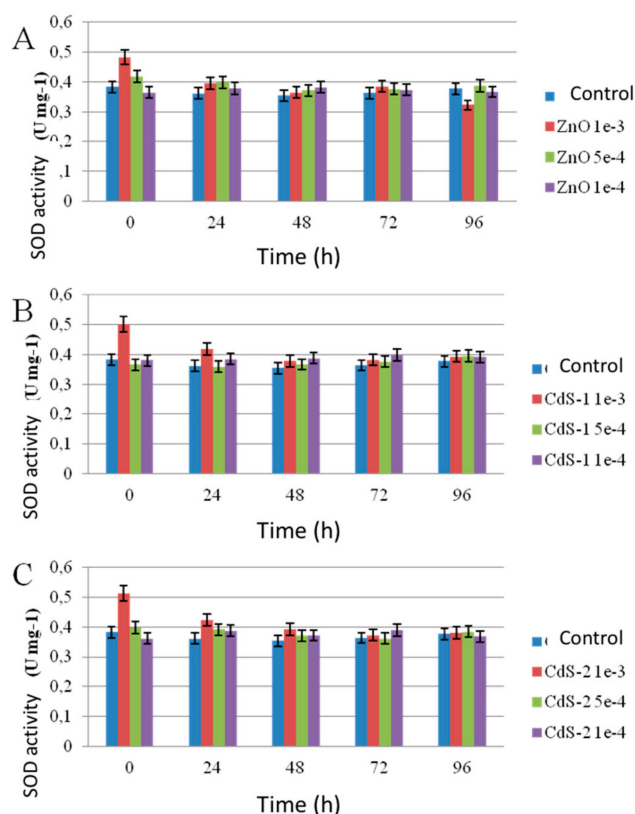 A
0,6
0,5
0,4
0,3
0,2
,1
0
SOD activity (U mg-1)
0 24 48 72 96
Time (h)
Control
ZnO 1e-3
ZnO 5e-4
ZnO 1e-4
B
0,6
0,5
0,4
0,3
0,2
0,1
0
SOD activity (U mg-1)
0 24 48 72 96
Time (h)
Control
CdS-1 1e-3
CdS-1 5e-4
CdS-1 1e-4
C
0,6
0,5
0,4
0,3
0,2
0,1
0
SOD activity (U mg-1)
0 24 48 72 96
Time (h)
Control
CdS-2 1e-3
CdS-2 5e-4
CdS-2 1e-4